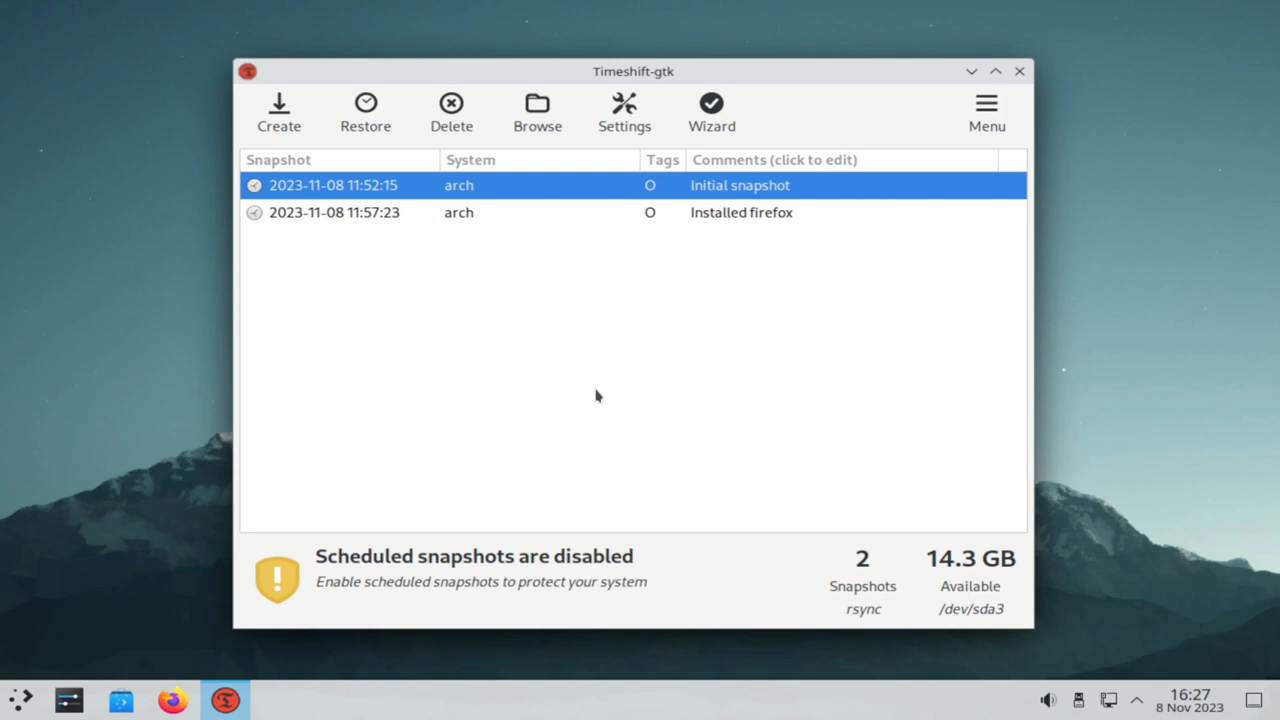 Timeshift-gtk
Create Restore Delete Browse Settings Wizard Menu
Snapshot System Tags Comments (click to edit)
2023-11-08 11:52:15 arch O Initial snapshot
2023-11-08 11:57:23 arch O Installed firefox
Scheduled snapshots are disabled
Enable scheduled snapshots to protect your system
2 14.3 GB
Snapshots Available
rsync /dev/sda3
16:27
8 Nov 2023